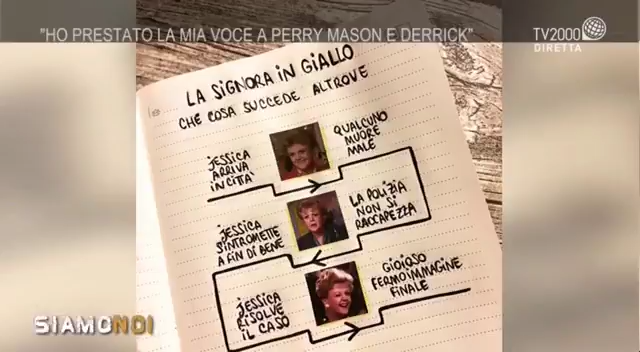 "HO PRESTATO LA MIA VOCE A PERRY MASON E DERRICK"
TV2000
DIRETTA
LA SIGNORA IN GIALLO
CHE COSA SUCCEDE ALTROVE
JESSICA
ARRIVA
IN CITTÀ
QUALCUNO
MUORE
MALE
JESSICA
S'INTROMETTE
A FIN DI BENE
LA POLIZIA
NON SI
RACCAPEZZA
JESSICA
RISOLVE
IL CASO
GIOIOSO
FERMOIMMAGINE
FINALE
SIAMONOI